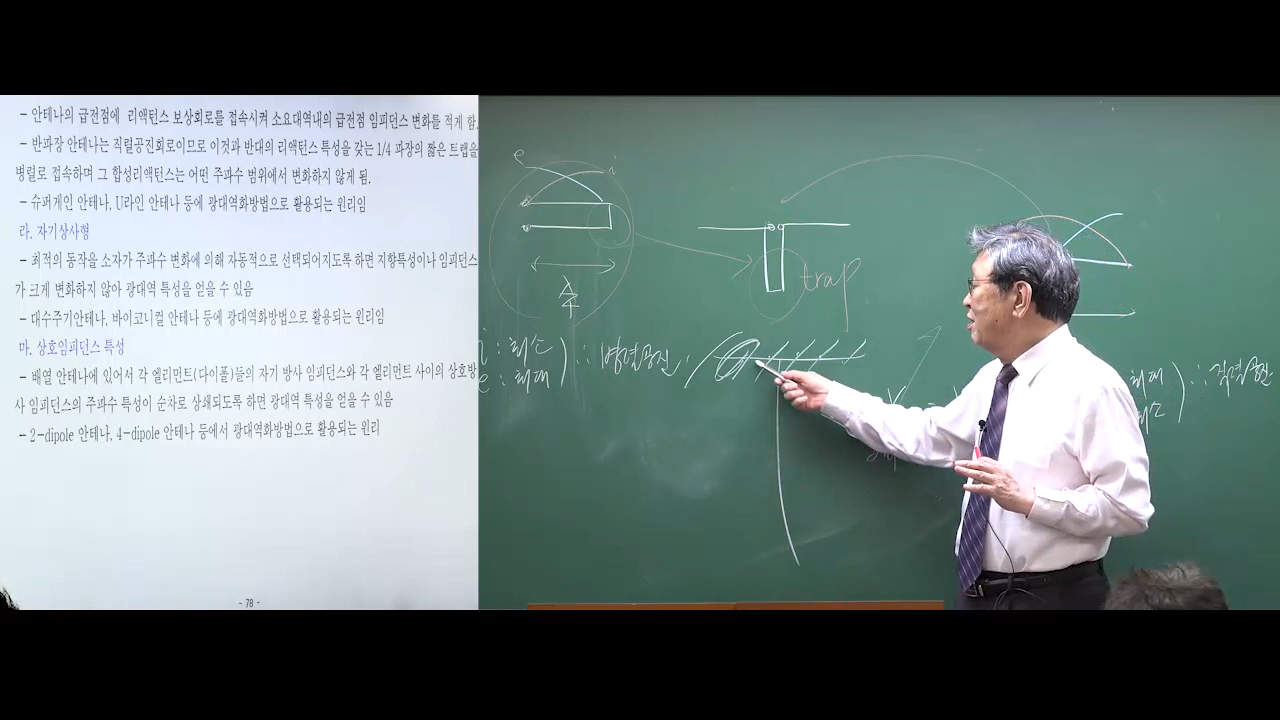 - 안테나의 급전점에 리액턴스 보상회로를 접속시켜 소요대역내의 급전점 임피던스 변화를 적게 함.
- 반파장 안테나는 직렬공진회로이므로 이것과 반대의 리액턴스 특성을 갖는 1/4 파장의 짧은 트랩을
병렬로 접속하며 그 합성리액턴스는 어떤 주파수 범위에서 변화하지 않게 됨.
- 슈퍼게인 안테나, U라인 안테나 등에 광대역화방법으로 활용되는 원리임
라. 자기상사형
- 최적의 동작을 소자가 주파수 변화에 의해 자동적으로 선택되어지도록 하면 지향특성이나 임피던스
가 크게 변화하지 않아 광대역 특성을 얻을 수 있음
- 대수주기안테나, 바이코니컬 안테나 등에 광대역화방법으로 활용되는 원리임
마. 상호임피던스 특성
- 배열 안테나에 있어서 각 엘리먼트(다이폴)들의 자기 방사 임피던스와 각 엘리먼트 사이의 상호방
사 임피던스의 주파수 특성이 순차로 상쇄되도록 하면 광대역 특성을 얻을 수 있음
- 2-dipole 안테나, 4-dipole 안테나 등에서 광대역화방법으로 활용되는 원리
- 78 -
e
i
λ/4
trap
i : 최소
e : 최대
∴ 병렬공진
최대
최소
∴ 직렬공진